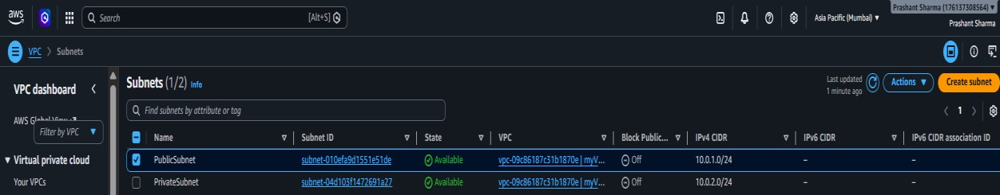 aws
Search [Alt+S]
Asia Pacific (Mumbai) ▼
Prashant Sharma (176137308564) ▼
Prashant Sharma
VPC > Subnets
VPC dashboard
AWS Global View
Filter by VPC ▼
▼ Virtual private cloud
Your VPCs
Subnets (1/2) Info
Last updated
1 minute ago
Actions ▼
Create subnet
Find subnets by attribute or tag
< 1 >
Name Subnet ID State VPC Block Public... IPv4 CIDR IPv6 CIDR IPv6 CIDR association ID
PublicSubnet subnet-010efa9d1551e51de Available vpc-09c86187c31b1870e | myV... Off 10.0.1.0/24 – –
PrivateSubnet subnet-04d103f1472691a27 Available vpc-09c86187c31b1870e | myV... Off 10.0.2.0/24 – –